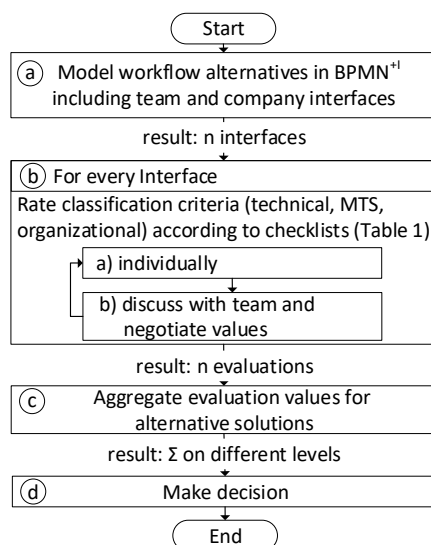 Start
a Model workflow alternatives in BPMN+I
including team and company interfaces
result: n interfaces
b For every Interface
Rate classification criteria (technical, MTS,
organizational) according to checklists (Table 1)
a) individually
b) discuss with team and
negotiate values
result: n evaluations
c Aggregate evaluation values for
alternative solutions
result: Σ on different levels
d Make decision
End